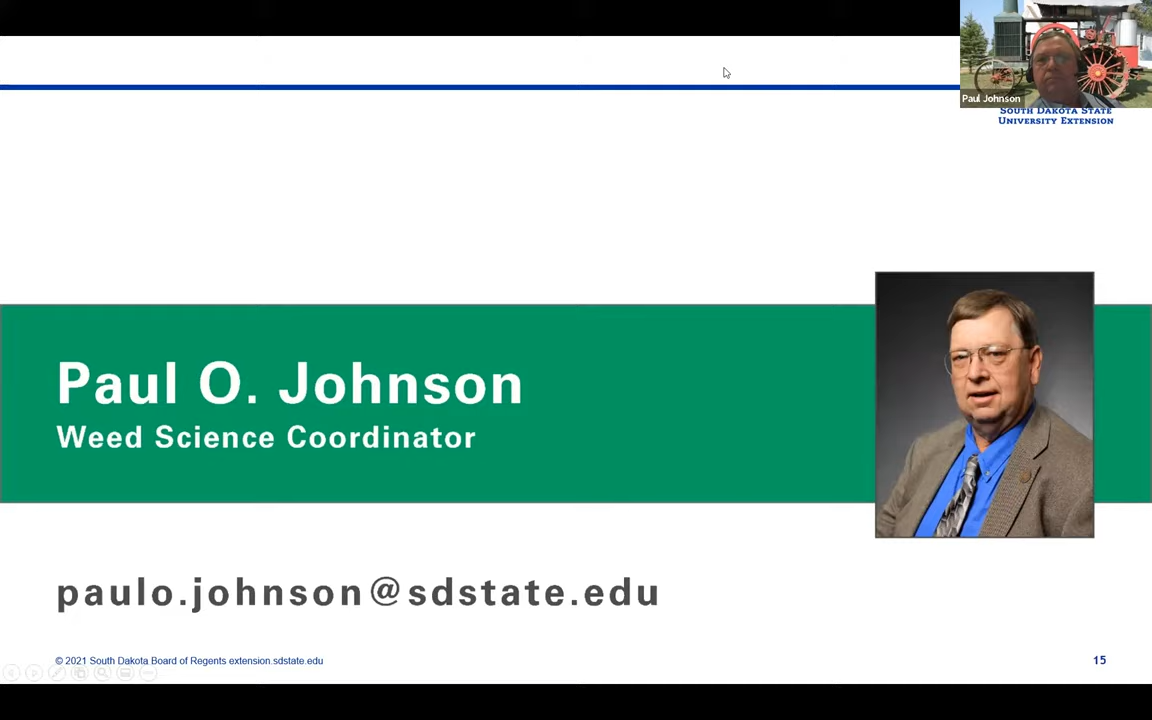 Paul Johnson
SOUTH DAKOTA STATE
UNIVERSITY EXTENSION
Paul O. Johnson
Weed Science Coordinator
paulo.johnson@sdstate.edu
© 2021 South Dakota Board of Regents extension.sdstate.edu
15